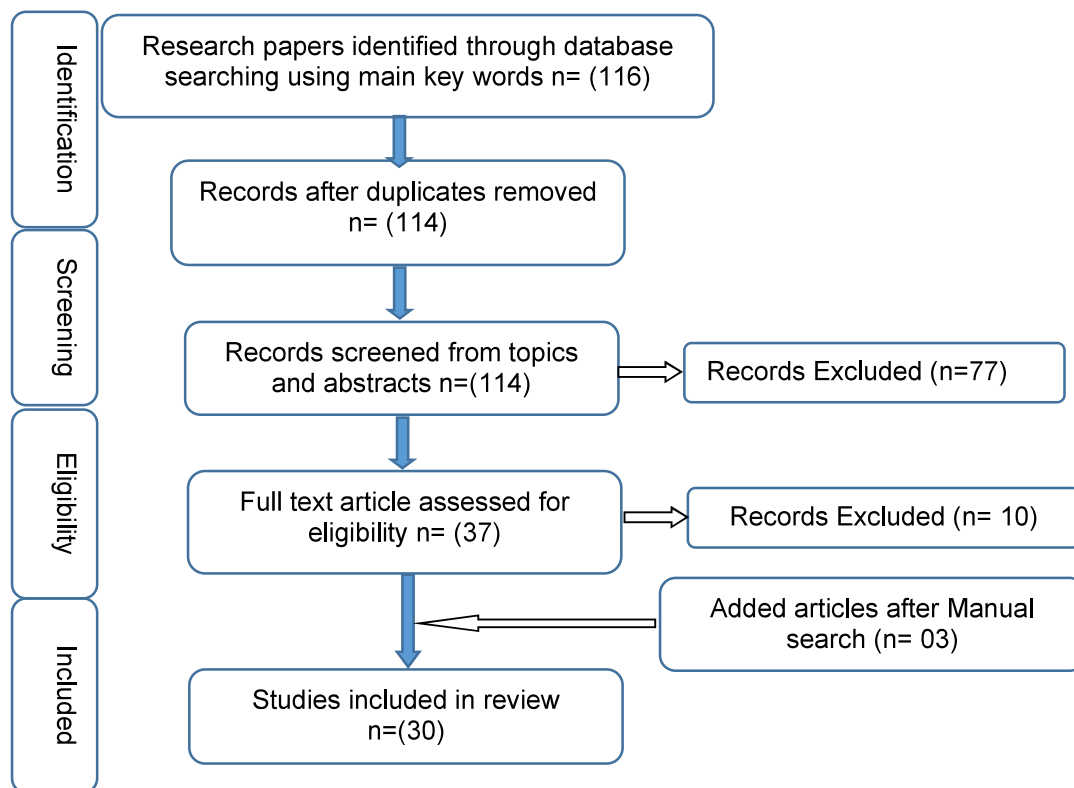 Identification
Research papers identified through database
searching using main key words n= (116)
Records after duplicates removed
n= (114)
Screening
Records screened from topics
and abstracts n=(114)
Records Excluded (n=77)
Eligibility
Full text article assessed for
eligibility n= (37)
Records Excluded (n= 10)
Added articles after Manual
search (n= 03)
Included
Studies included in review
n=(30)